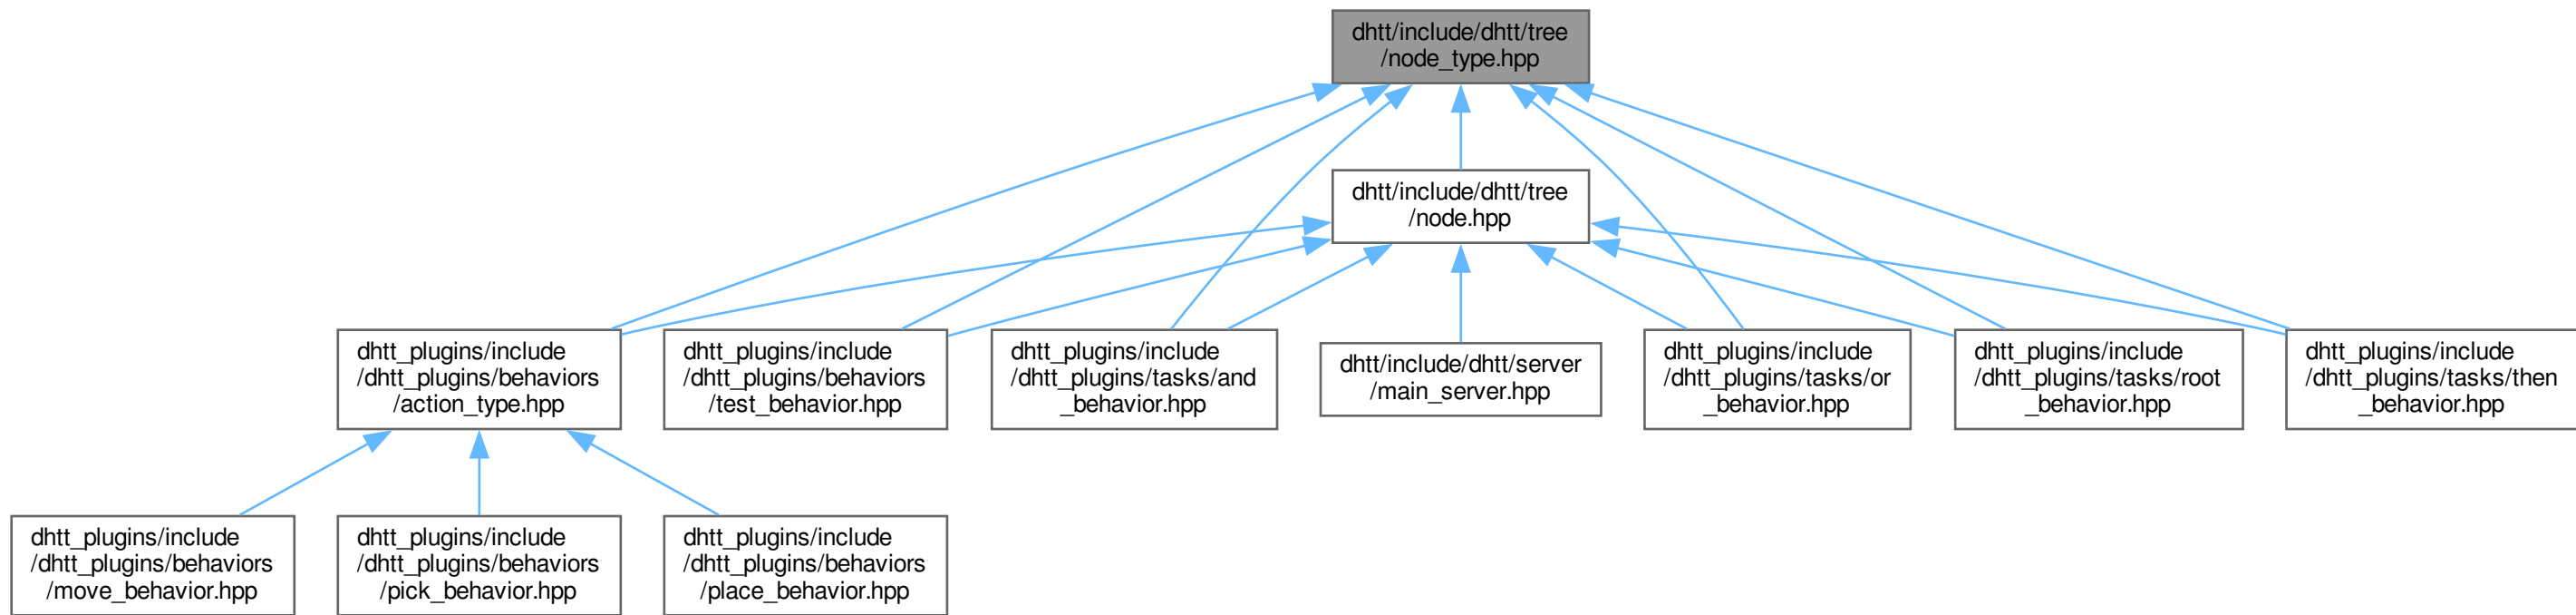 dhtt/include/dhtt/tree
/node_type.hpp
dhtt/include/dhtt/tree
/node.hpp
dhtt_plugins/include
/dhtt_plugins/behaviors
/action_type.hpp
dhtt_plugins/include
/dhtt_plugins/behaviors
/test_behavior.hpp
dhtt_plugins/include
/dhtt_plugins/tasks/and
_behavior.hpp
dhtt/include/dhtt/server
/main_server.hpp
dhtt_plugins/include
/dhtt_plugins/tasks/or
_behavior.hpp
dhtt_plugins/include
/dhtt_plugins/tasks/root
_behavior.hpp
dhtt_plugins/include
/dhtt_plugins/tasks/then
_behavior.hpp
dhtt_plugins/include
/dhtt_plugins/behaviors
/move_behavior.hpp
dhtt_plugins/include
/dhtt_plugins/behaviors
/pick_behavior.hpp
dhtt_plugins/include
/dhtt_plugins/behaviors
/place_behavior.hpp